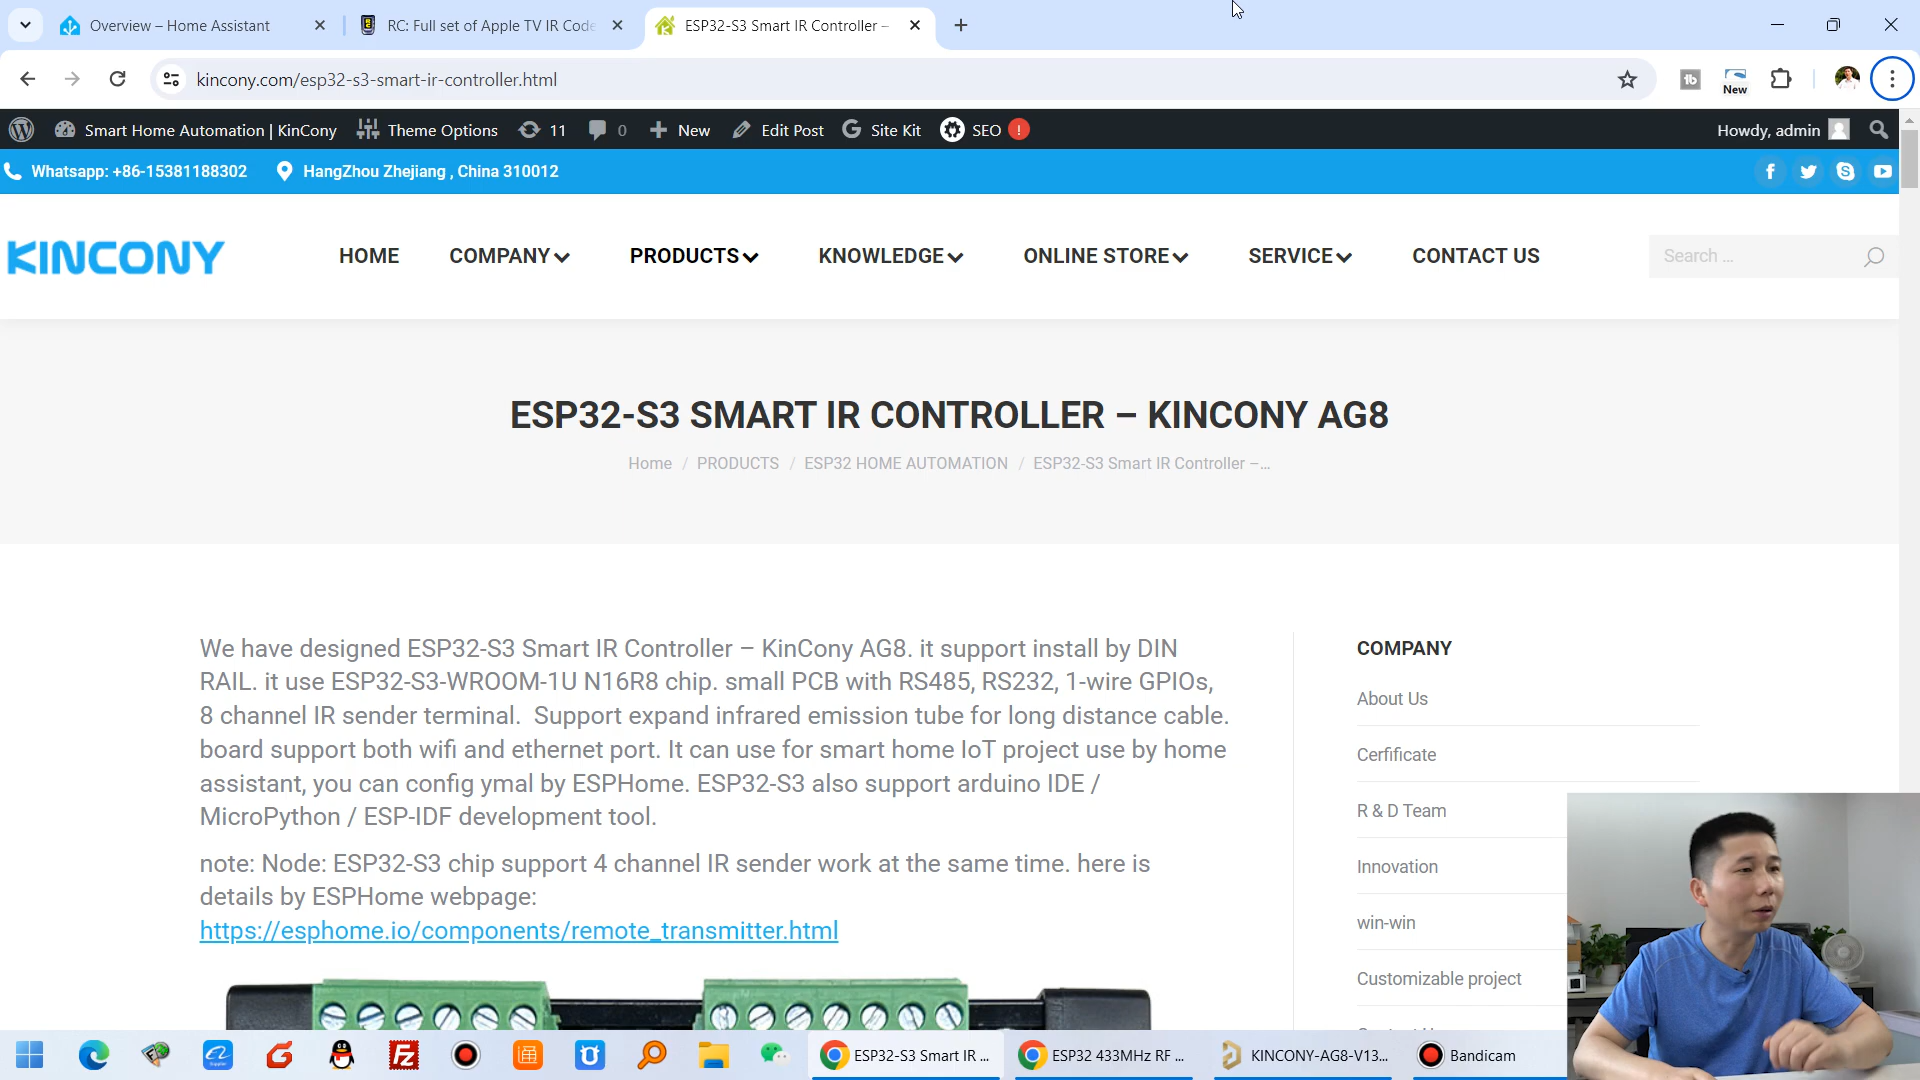 Overview – Home Assistant
RC: Full set of Apple TV IR Code
ESP32-S3 Smart IR Controller –
kincony.com/esp32-s3-smart-ir-controller.html
New
Smart Home Automation | KinCony
Theme Options
11
0
New
Edit Post
Site Kit
SEO
!
Howdy, admin
Whatsapp: +86-15381188302
HangZhou Zhejiang , China 310012
KINCONY
HOME
COMPANY
PRODUCTS
KNOWLEDGE
ONLINE STORE
SERVICE
CONTACT US
Search ...
ESP32-S3 SMART IR CONTROLLER – KINCONY AG8
Home / PRODUCTS / ESP32 HOME AUTOMATION / ESP32-S3 Smart IR Controller –...
We have designed ESP32-S3 Smart IR Controller – KinCony AG8. it support install by DIN
RAIL. it use ESP32-S3-WROOM-1U N16R8 chip. small PCB with RS485, RS232, 1-wire GPIOs,
8 channel IR sender terminal. Support expand infrared emission tube for long distance cable.
board support both wifi and ethernet port. It can use for smart home IoT project use by home
assistant, you can config ymal by ESPHome. ESP32-S3 also support arduino IDE /
MicroPython / ESP-IDF development tool.
note: Node: ESP32-S3 chip support 4 channel IR sender work at the same time. here is
details by ESPHome webpage:
https://esphome.io/components/remote_transmitter.html
COMPANY
About Us
Cerfificate
R & D Team
Innovation
win-win
Customizable project
ESP32-S3 Smart IR ...
ESP32 433MHz RF ...
KINCONY-AG8-V13...
Bandicam